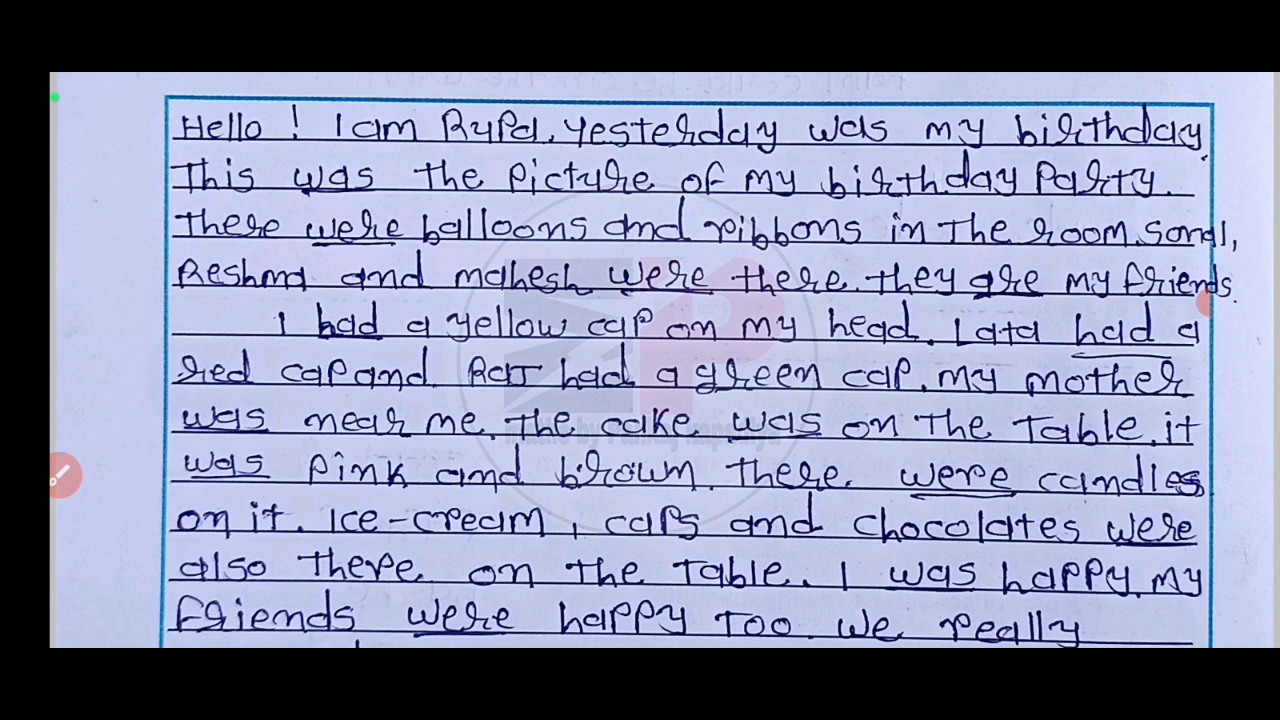 Hello ! I am Rupa. Yesterday was my birthday.
This was the picture of my birthday party.
There were balloons and ribbons in the room. Sonal,
Reshma and mahesh were there. they are my friends.
I had a yellow cap on my head. Lata had a
red cap and Raj had a green cap. my mother
was near me. the cake was on the table. it
was pink and brown. there were candles
on it. Ice-cream, caps and chocolates were
also there on the table. I was happy. my
friends were happy too. we really